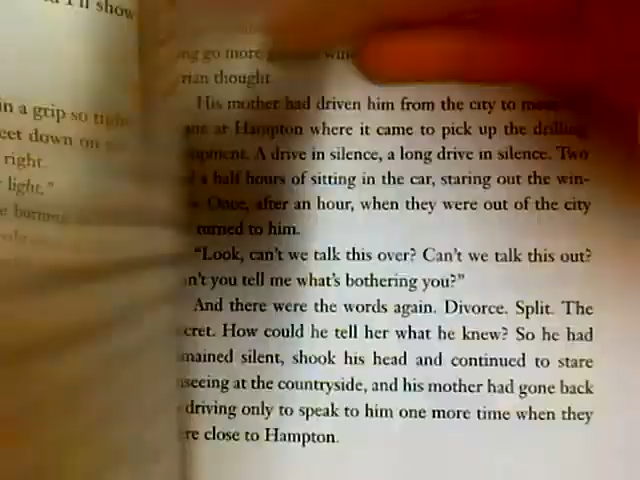 I'll show
in a grip so tight
eet down on
right.
light."
e burning
ng go more
rian thought
His mother had driven him from the city to
at Hampton where it came to pick up the drilling
pment. A drive in silence, a long drive in silence. Two
a half hours of sitting in the car, staring out the win-
Once, after an hour, when they were out of the city
turned to him.
"Look, can't we talk this over? Can't we talk this out?
n't you tell me what's bothering you?"
And there were the words again. Divorce. Split. The
cret. How could he tell her what he knew? So he had
mained silent, shook his head and continued to stare
seeing at the countryside, and his mother had gone back
driving only to speak to him one more time when they
re close to Hampton.